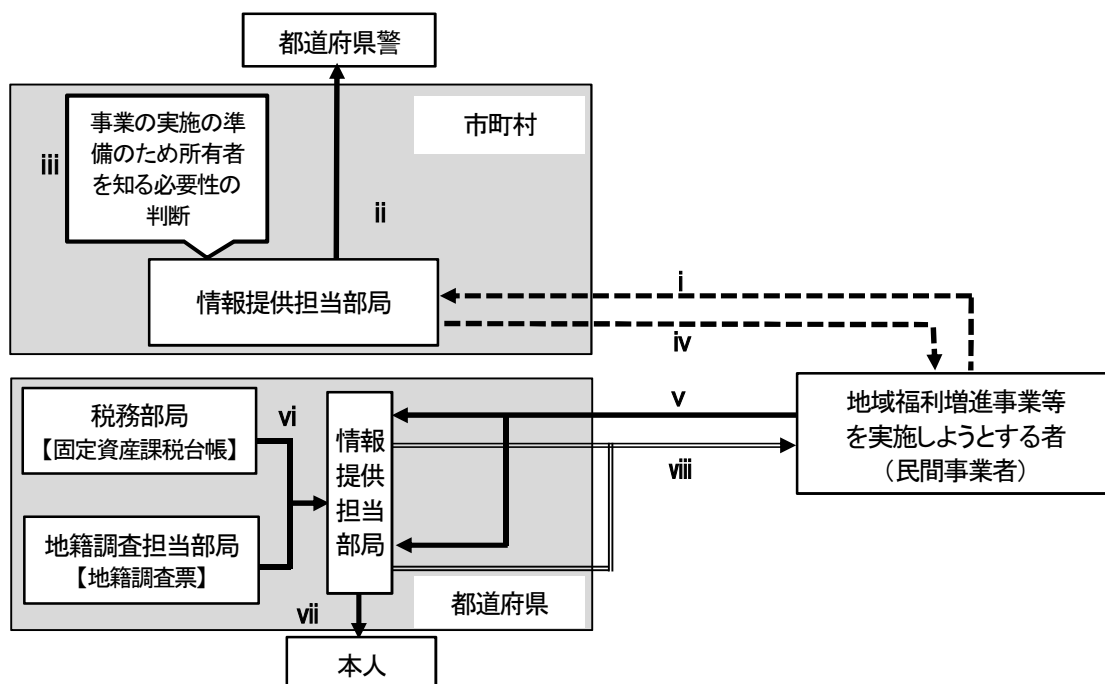 都道府県警
市町村
事業の実施の準
備のため所有者
を知る必要性の
判断
iii
ii
情報提供担当部局
i
iv
税務部局
【固定資産課税台帳】
vi
情報
提供
担当
部局
v
viii
地域福利増進事業等
を実施しようとする者
（民間事業者）
地籍調査担当部局
【地籍調査票】
vii
都道府県
本人